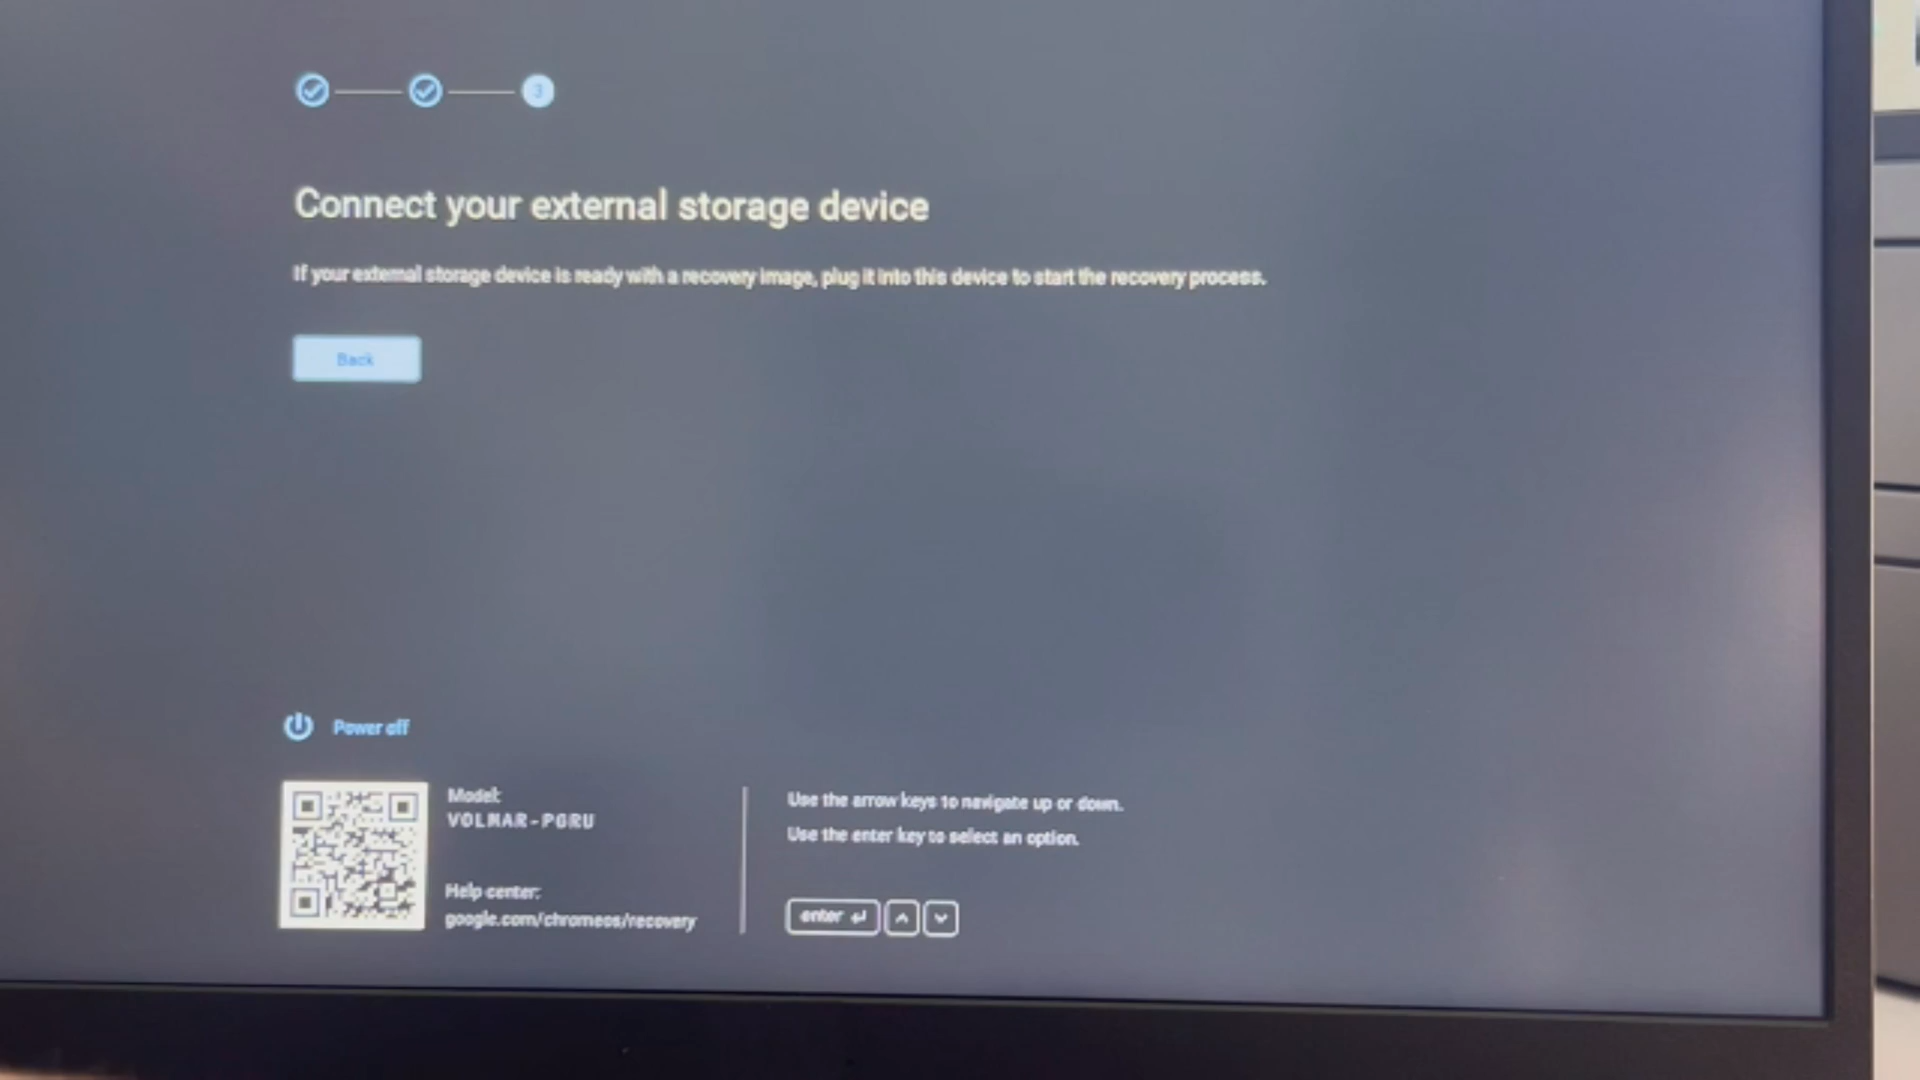 3
Connect your external storage device
If your external storage device is ready with a recovery image, plug it into this device to start the recovery process.
Back
Power off
Model:
VOLMAR-PGRU
Help center:
google.com/chromeos/recovery
Use the arrow keys to navigate up or down.
Use the enter key to select an option.
enter